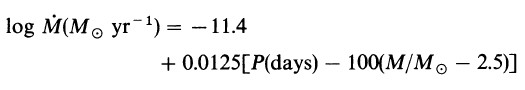 log Ṁ(M⊙ yr⁻¹) = −11.4
+ 0.0125[P(days) − 100(M/M⊙ − 2.5)]